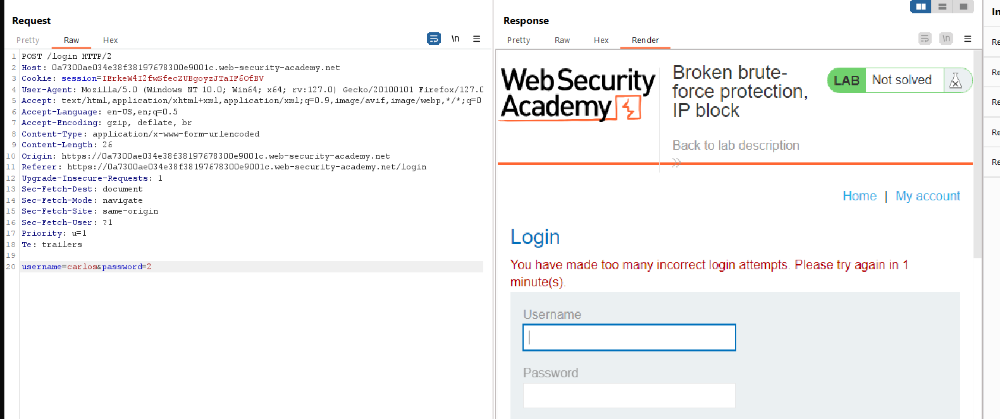 Request
Pretty Raw Hex
\n
1 POST /login HTTP/2
2 Host: 0a7300ae034e38f38197678300e9001c.web-security-academy.net
3 Cookie: session=IErkeW4I2fwSfecZUBgoyzJTaIF6OfBV
4 User-Agent: Mozilla/5.0 (Windows NT 10.0; Win64; x64; rv:127.0) Gecko/20100101 Firefox/127.0
5 Accept: text/html,application/xhtml+xml,application/xml;q=0.9,image/avif,image/webp,*/*;q=0
6 Accept-Language: en-US,en;q=0.5
7 Accept-Encoding: gzip, deflate, br
8 Content-Type: application/x-www-form-urlencoded
9 Content-Length: 26
10 Origin: https://0a7300ae034e38f38197678300e9001c.web-security-academy.net
11 Referer: https://0a7300ae034e38f38197678300e9001c.web-security-academy.net/login
12 Upgrade-Insecure-Requests: 1
13 Sec-Fetch-Dest: document
14 Sec-Fetch-Mode: navigate
15 Sec-Fetch-Site: same-origin
16 Sec-Fetch-User: ?1
17 Priority: u=1
18 Te: trailers
19
20 username=carlos&password=2
Response
Pretty Raw Hex Render
\n
Web Security
Academy
Broken brute-
force protection,
IP block
LAB Not solved
Back to lab description
Home | My account
Login
You have made too many incorrect login attempts. Please try again in 1
minute(s).
Username
Password
In
Re
Re
Re
Re
Re